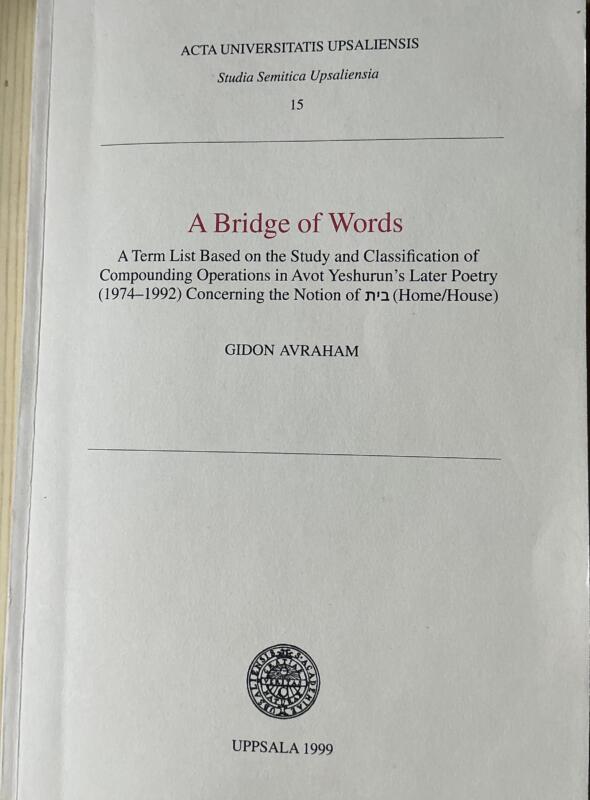 ACTA UNIVERSITATIS UPSALIENSIS
Studia Semitica Upsaliensia
15
A Bridge of Words
A Term List Based on the Study and Classification of
Compounding Operations in Avot Yeshurun's Later Poetry
(1974–1992) Concerning the Notion of בית (Home/House)
GIDON AVRAHAM
UPPSALA 1999